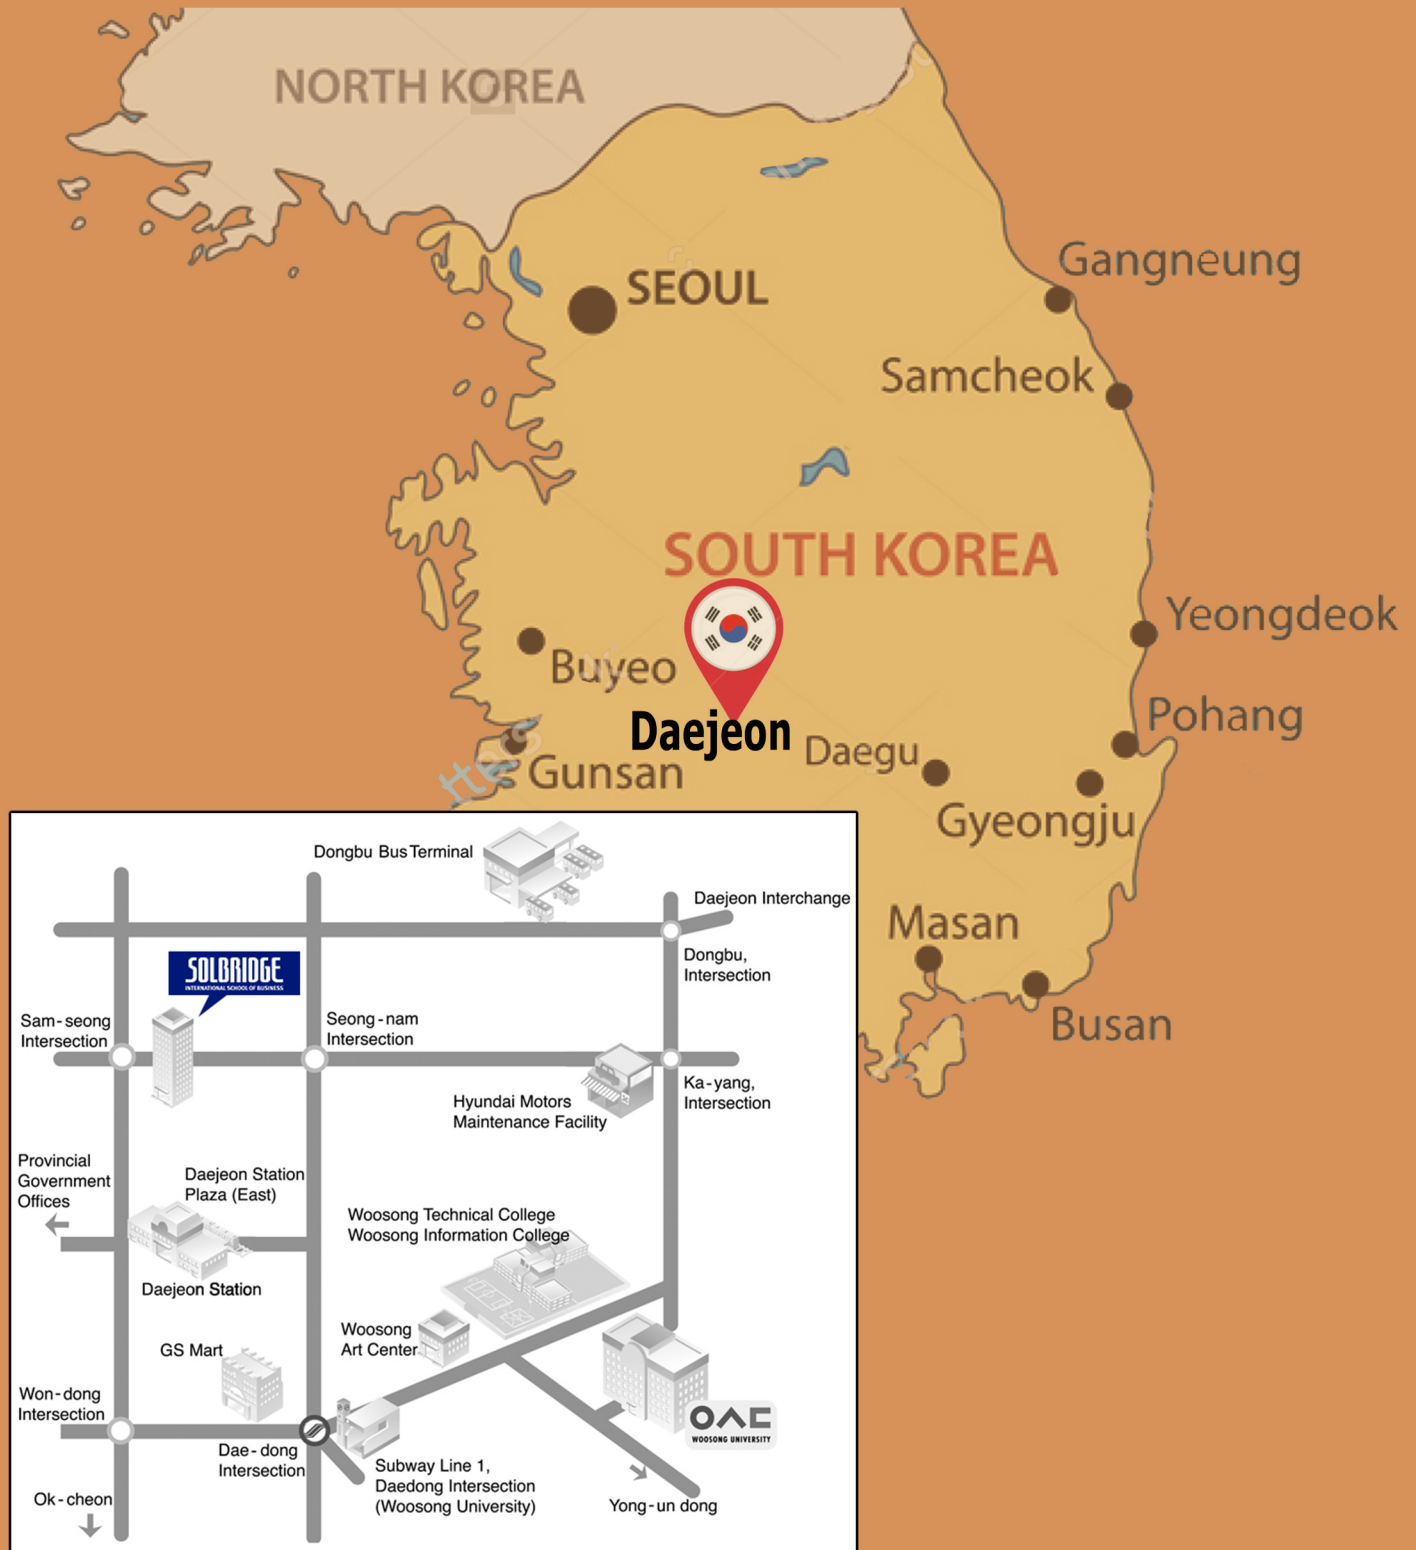 NORTH KOREA
Gangneung
SEOUL
Samcheok
SOUTH KOREA
Yeongdeok
Buyeo
Pohang
Daejeon
Daegu
Gunsan
Gyeongju
Masan
Busan
Dongbu Bus Terminal
Daejeon Interchange
Dongbu,
Intersection
SOLBRIDGE
INTERNATIONAL SCHOOL OF BUSINESS
Sam-seong
Intersection
Seong-nam
Intersection
Ka-yang,
Intersection
Hyundai Motors
Maintenance Facility
Provincial
Government
Offices
Daejeon Station
Plaza (East)
Woosong Technical College
Woosong Information College
Daejeon Station
Woosong
Art Center
GS Mart
Won-dong
Intersection
WOOSONG UNIVERSITY
Dae-dong
Intersection
Subway Line 1,
Daedong Intersection
(Woosong University)
Ok-cheon
Yong-un dong